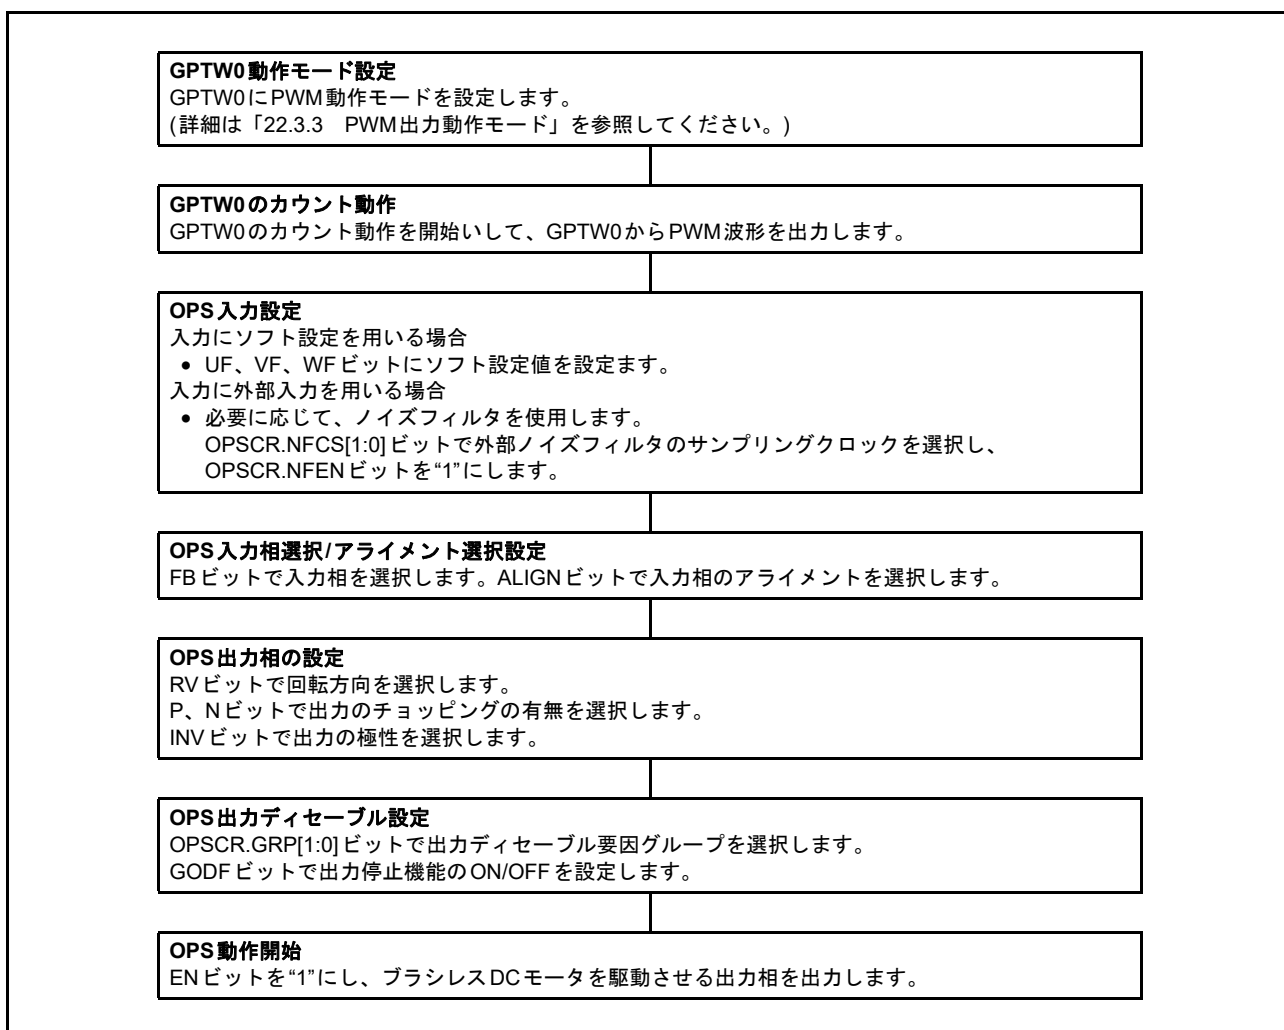 GPTW0動作モード設定
GPTW0にPWM動作モードを設定します。
(詳細は「22.3.3　PWM出力動作モード」を参照してください。)
GPTW0のカウント動作
GPTW0のカウント動作を開始いして、GPTW0からPWM波形を出力します。
OPS入力設定
入力にソフト設定を用いる場合
● UF、VF、WFビットにソフト設定値を設定ます。
入力に外部入力を用いる場合
● 必要に応じて、ノイズフィルタを使用します。
OPSCR.NFCS[1:0]ビットで外部ノイズフィルタのサンプリングクロックを選択し、
OPSCR.NFENビットを“1”にします。
OPS入力相選択/アライメント選択設定
FBビットで入力相を選択します。ALIGNビットで入力相のアライメントを選択します。
OPS出力相の設定
RVビットで回転方向を選択します。
P、Nビットで出力のチョッピングの有無を選択します。
INVビットで出力の極性を選択します。
OPS出力ディセーブル設定
OPSCR.GRP[1:0]ビットで出力ディセーブル要因グループを選択します。
GODFビットで出力停止機能のON/OFFを設定します。
OPS動作開始
ENビットを“1”にし、ブラシレスDCモータを駆動させる出力相を出力します。